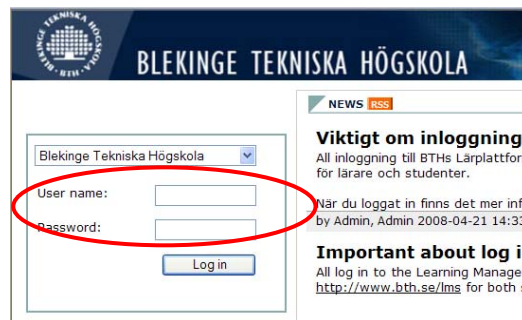 TEKNISKA HÖGSKOLA
· BTH ·
BLEKINGE TEKNISKA HÖGSKOLA
NEWS RSS
Blekinge Tekniska Högskola
User name:
Password:
Log in
Viktigt om inloggning
All inloggning till BTHs Lärplattfor
för lärare och studenter.
När du loggat in finns det mer inf
by Admin, Admin 2008-04-21 14:33
Important about log i
All log in to the Learning Manage
http://www.bth.se/lms for both